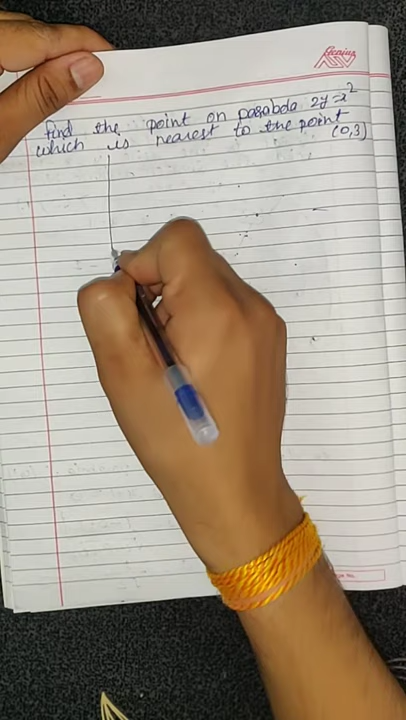 find the point on parabola 2y=x²
which is nearest to the point (0,3)